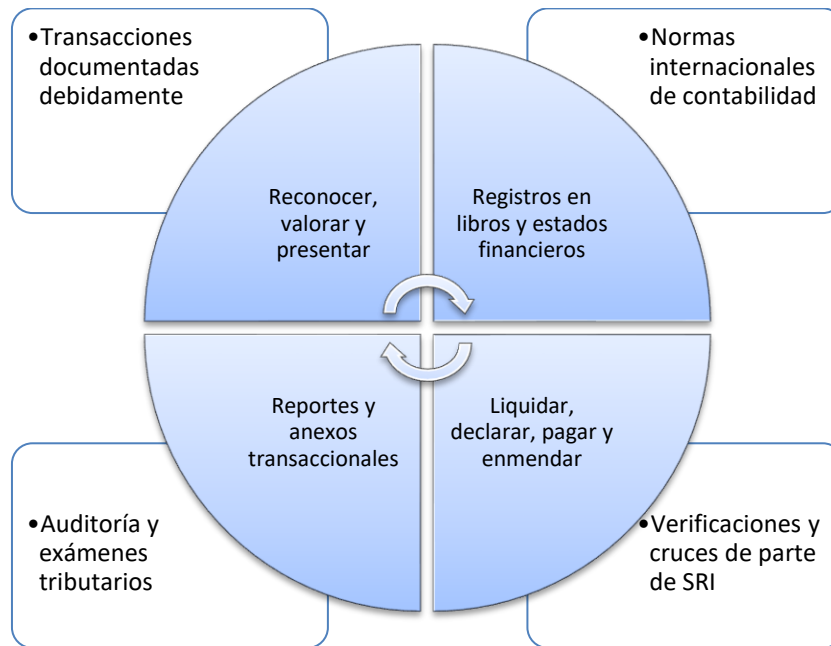 •Transacciones
documentadas
debidamente
•Normas
internacionales
de contabilidad
Reconocer,
valorar y
presentar
Registros en
libros y estados
financieros
Reportes y
anexos
transaccionales
Liquidar,
declarar, pagar y
enmendar
•Auditoría y
exámenes
tributarios
•Verificaciones y
cruces de parte
de SRI